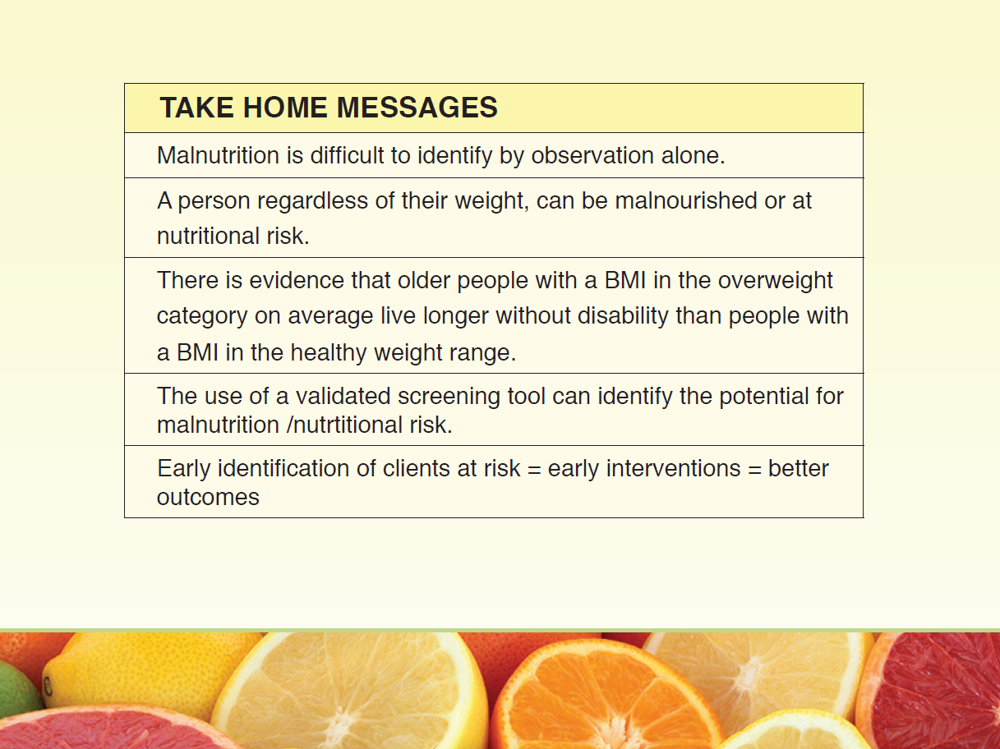 TAKE HOME MESSAGES
Malnutrition is difficult to identify by observation alone.
A person regardless of their weight, can be malnourished or at
nutritional risk.
There is evidence that older people with a BMI in the overweight
category on average live longer without disability than people with
a BMI in the healthy weight range.
The use of a validated screening tool can identify the potential for
malnutrition /nutrtitional risk.
Early identification of clients at risk = early interventions = better
outcomes